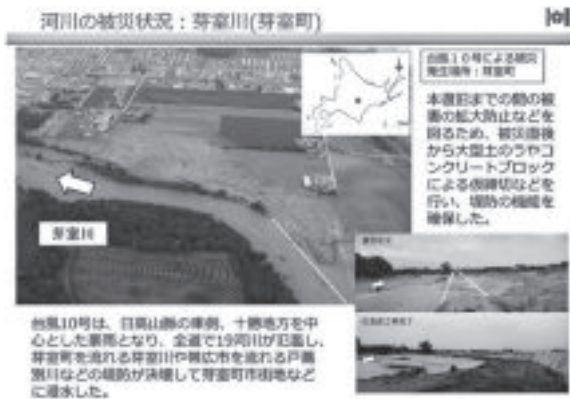 河川の被災状況：芽室川(芽室町)
台風１０号による被災
発生場所：芽室町
本復旧までの間の被
害の拡大防止などを
図るため、被災直後
から大型土のうやコ
ンクリートブロック
による仮締切などを
行い、堤防の機能を
確保した。
芽室川
台風10号は、日高山脈の東側、十勝地方を中
心とした豪雨となり、全道で19河川が氾濫し、
芽室町を流れる芽室川や帯広市を流れる戸蔦
別川などの堤防が決壊して芽室町市街地など
に浸水した。